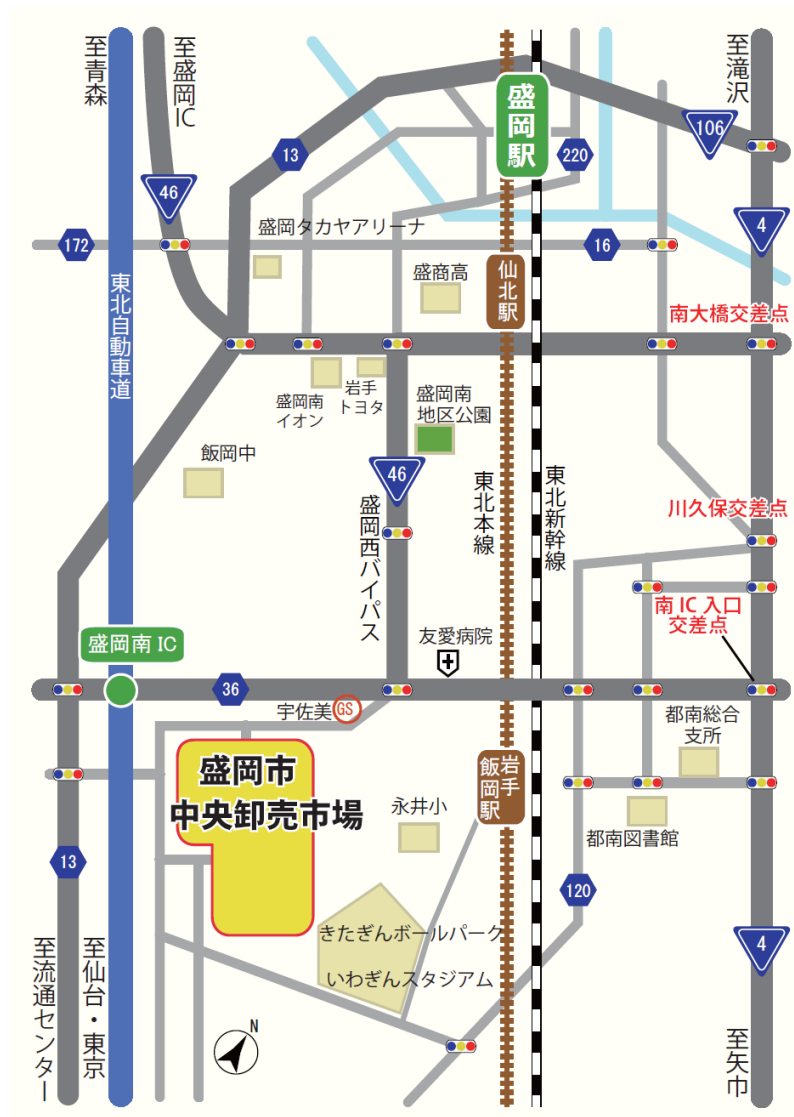 至青森
至盛岡IC
盛岡駅
至滝沢
106
13
220
46
4
盛岡タカヤアリーナ
172
16
東北自動車道
盛商高
仙北駅
南大橋交差点
盛岡南
イオン
岩手
トヨタ
盛岡南
地区公園
飯岡中
46
盛岡西バイパス
東北本線
東北新幹線
川久保交差点
南IC入口
交差点
盛岡南IC
友愛病院
36
宇佐美
GS
都南総合
支所
盛岡市
中央卸売市場
岩手
飯岡駅
永井小
都南図書館
13
120
きたぎんボールパーク
いわぎんスタジアム
4
至流通センター
至仙台・東京
N
至矢巾